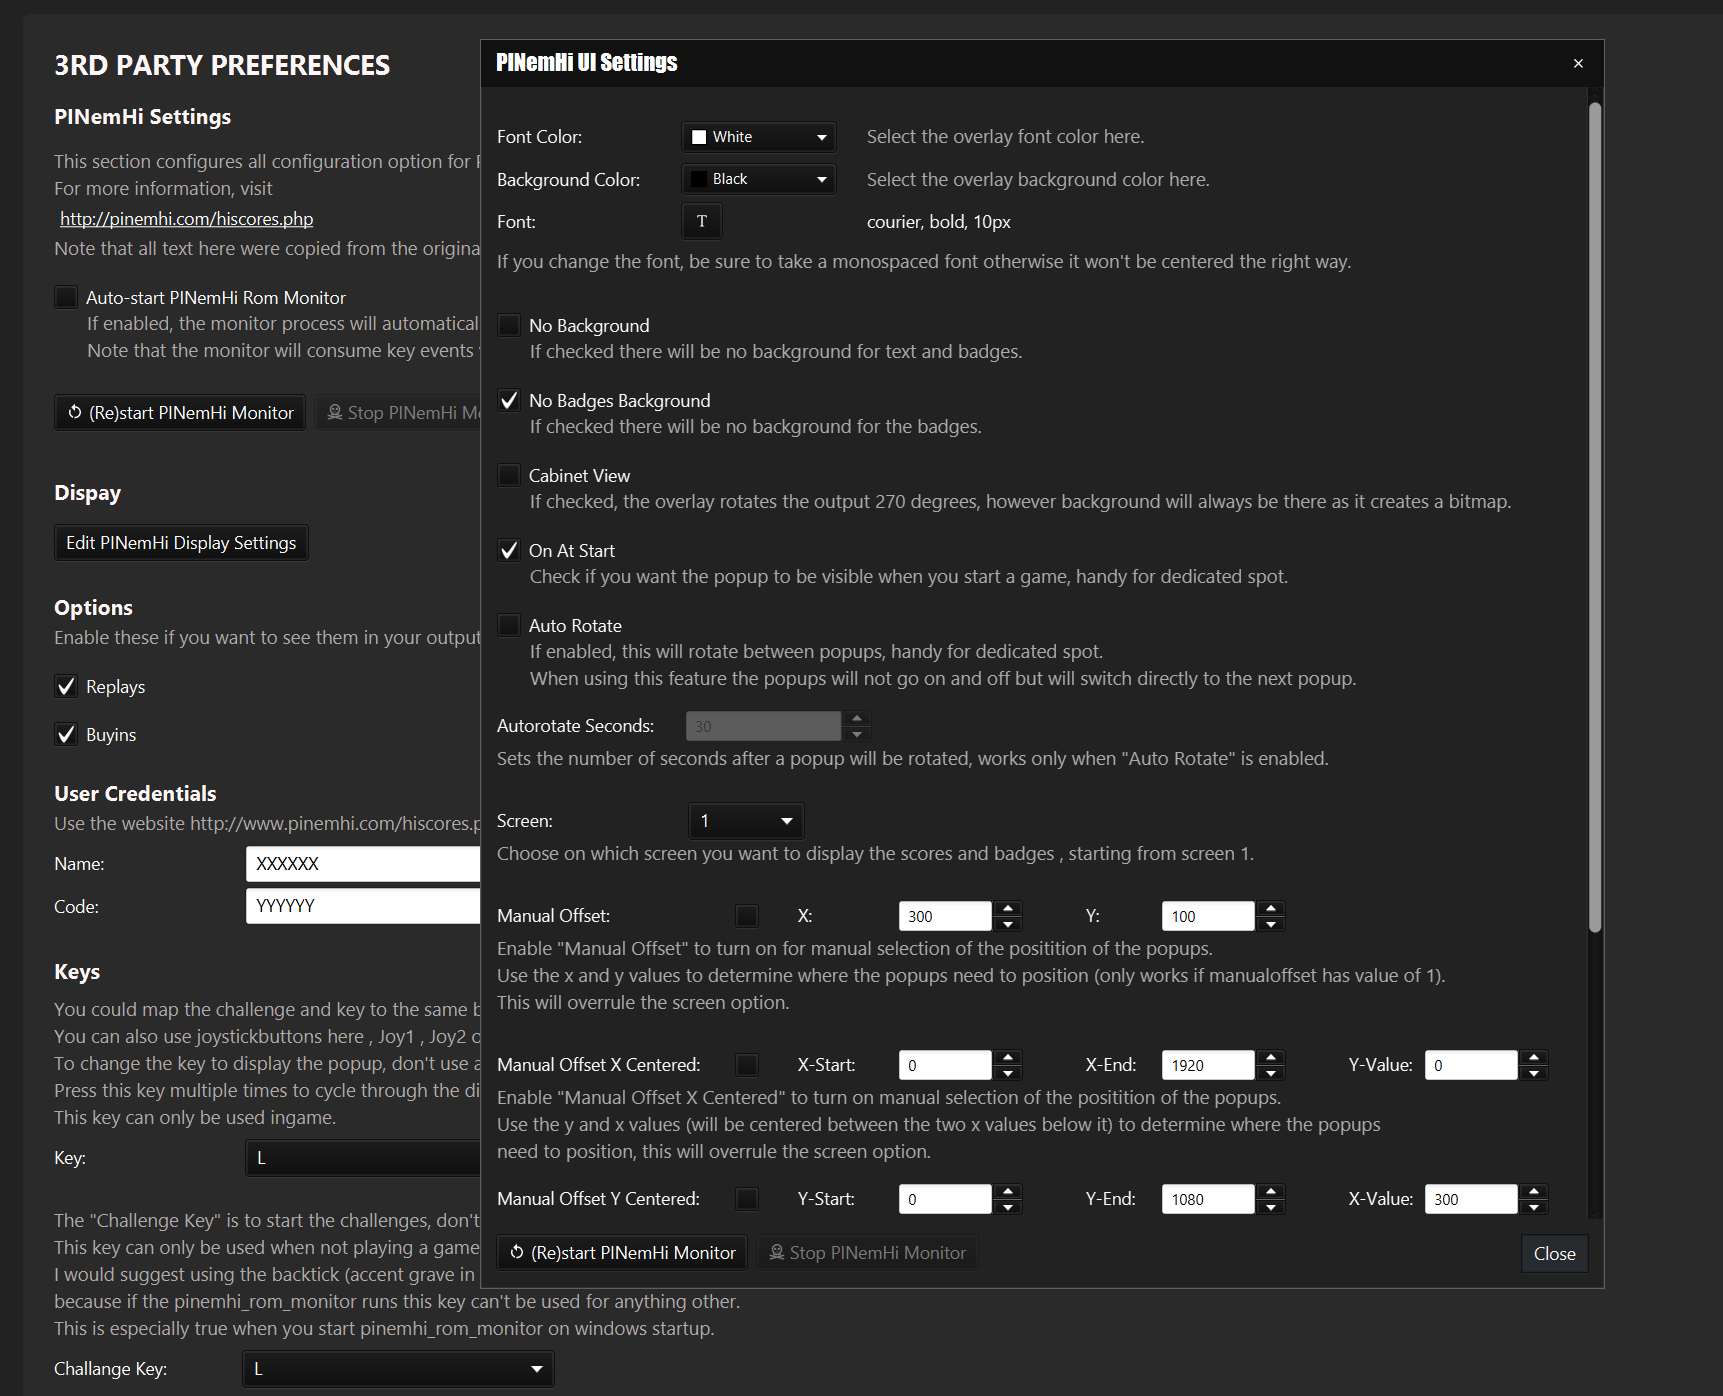 3RD PARTY PREFERENCES
PINemHi Settings
This section configures all configuration option for
For more information, visit
http://pinemhi.com/hiscores.php
Note that all text here were copied from the origina
Auto-start PINemHi Rom Monitor
If enabled, the monitor process will automatical
Note that the monitor will consume key events
(Re)start PINemHi Monitor
Stop PINemHi Mo
Dispay
Edit PINemHi Display Settings
Options
Enable these if you want to see them in your output
Replays
Buyins
User Credentials
Use the website http://www.pinemhi.com/hiscores.p
Name:
XXXXXX
Code:
YYYYYY
Keys
You could map the challenge and key to the same b
You can also use joystickbuttons here , Joy1 , Joy2 o
To change the key to display the popup, don't use a
Press this key multiple times to cycle through the di
This key can only be used ingame.
Key:
L
The "Challenge Key" is to start the challenges, don't
This key can only be used when not playing a game
I would suggest using the backtick (accent grave in
because if the pinemhi_rom_monitor runs this key can't be used for anything other.
This is especially true when you start pinemhi_rom_monitor on windows startup.
Challange Key:
L
PINemHi UI Settings
Font Color:
White
Select the overlay font color here.
Background Color:
Black
Select the overlay background color here.
Font:
T
courier, bold, 10px
If you change the font, be sure to take a monospaced font otherwise it won't be centered the right way.
No Background
If checked there will be no background for text and badges.
No Badges Background
If checked there will be no background for the badges.
Cabinet View
If checked, the overlay rotates the output 270 degrees, however background will always be there as it creates a bitmap.
On At Start
Check if you want the popup to be visible when you start a game, handy for dedicated spot.
Auto Rotate
If enabled, this will rotate between popups, handy for dedicated spot.
When using this feature the popups will not go on and off but will switch directly to the next popup.
Autorotate Seconds:
30
Sets the number of seconds after a popup will be rotated, works only when "Auto Rotate" is enabled.
Screen:
1
Choose on which screen you want to display the scores and badges , starting from screen 1.
Manual Offset:
X:
300
Y:
100
Enable "Manual Offset" to turn on for manual selection of the positition of the popups.
Use the x and y values to determine where the popups need to position (only works if manualoffset has value of 1).
This will overrule the screen option.
Manual Offset X Centered:
X-Start:
0
X-End:
1920
Y-Value:
0
Enable "Manual Offset X Centered" to turn on manual selection of the positition of the popups.
Use the y and x values (will be centered between the two x values below it) to determine where the popups
need to position, this will overrule the screen option.
Manual Offset Y Centered:
Y-Start:
0
Y-End:
1080
X-Value:
300
(Re)start PINemHi Monitor
Stop PINemHi Monitor
Close